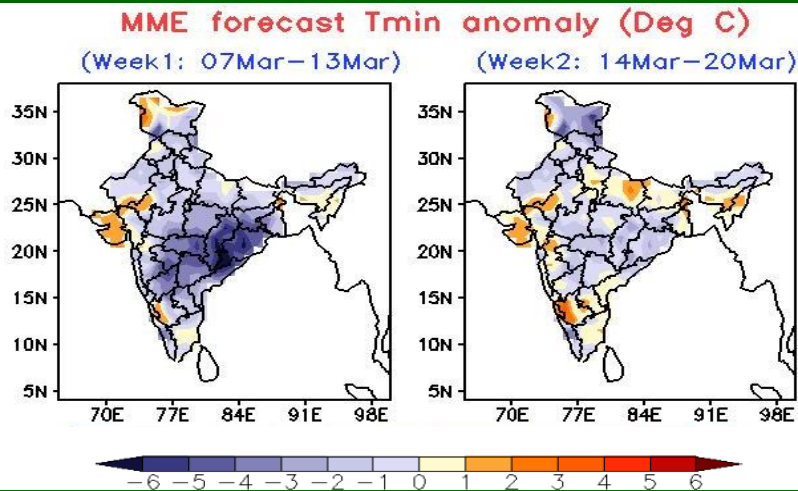 MME forecast Tmin anomaly (Deg C)
(Week1: 07Mar-13Mar)
(Week2: 14Mar-20Mar)
35N
30N
25N
20N
15N
10N
5N
70E 77E 84E 91E 98E
35N
30N
25N
20N
15N
10N
5N
70E 77E 84E 91E 98E
-6 -5 -4 -3 -2 -1 0 1 2 3 4 5 6